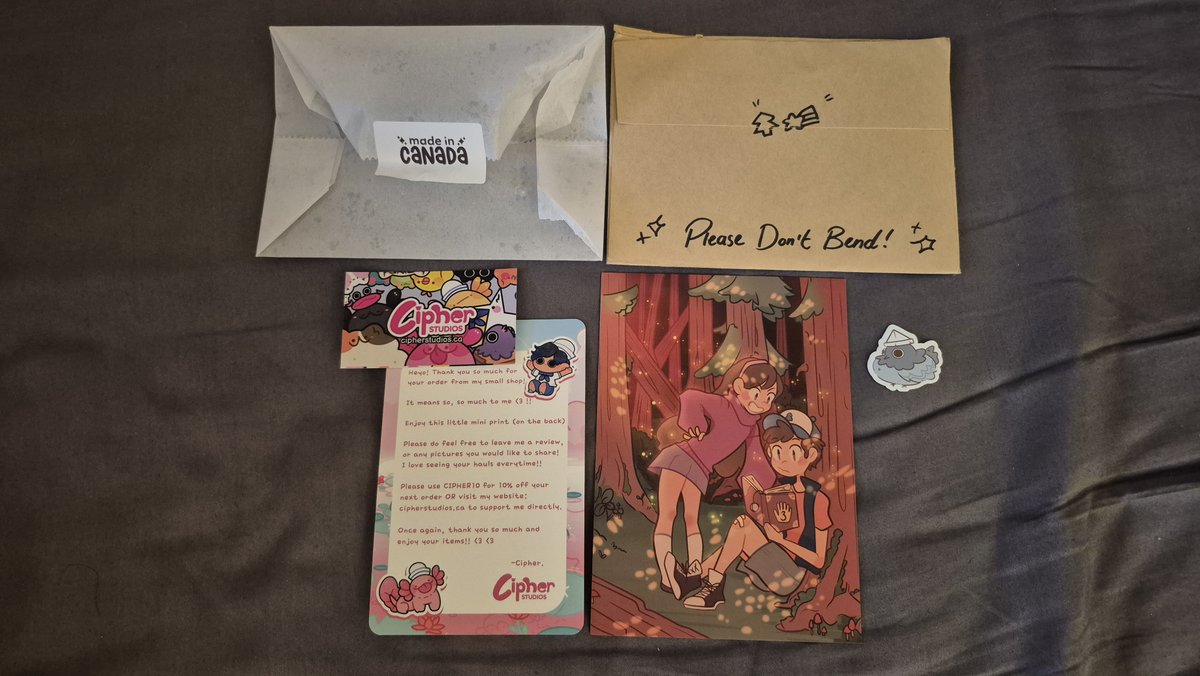 made in
CANADA
Please Don't Bend!
Cipher
STUDIOS
cipherstudios.ca
Heyo! Thank you so much for
your order from my small shop!
It means so, so much to me <3 !!
Enjoy this little mini print (on the back)
Please do feel free to leave me a review,
or any pictures you would like to share!
I love seeing your hauls everytime!!
Please use CIPHER10 for 10% off your
next order OR visit my website:
cipherstudios.ca to support me directly.
Once again, thank you so much and
enjoy your items!! <3 <3
-Cipher.
Cipher
STUDIOS
3